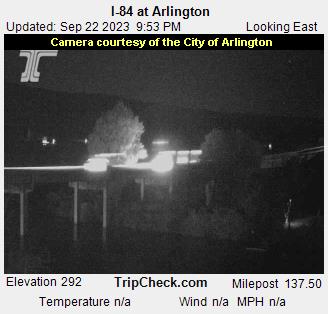 I-84 at Arlington
Updated: Sep 22 2023 9:53 PM Looking East
Camera courtesy of the City of Arlington
Elevation 292 TripCheck.com Milepost 137.50
Temperature n/a Wind n/a MPH n/a